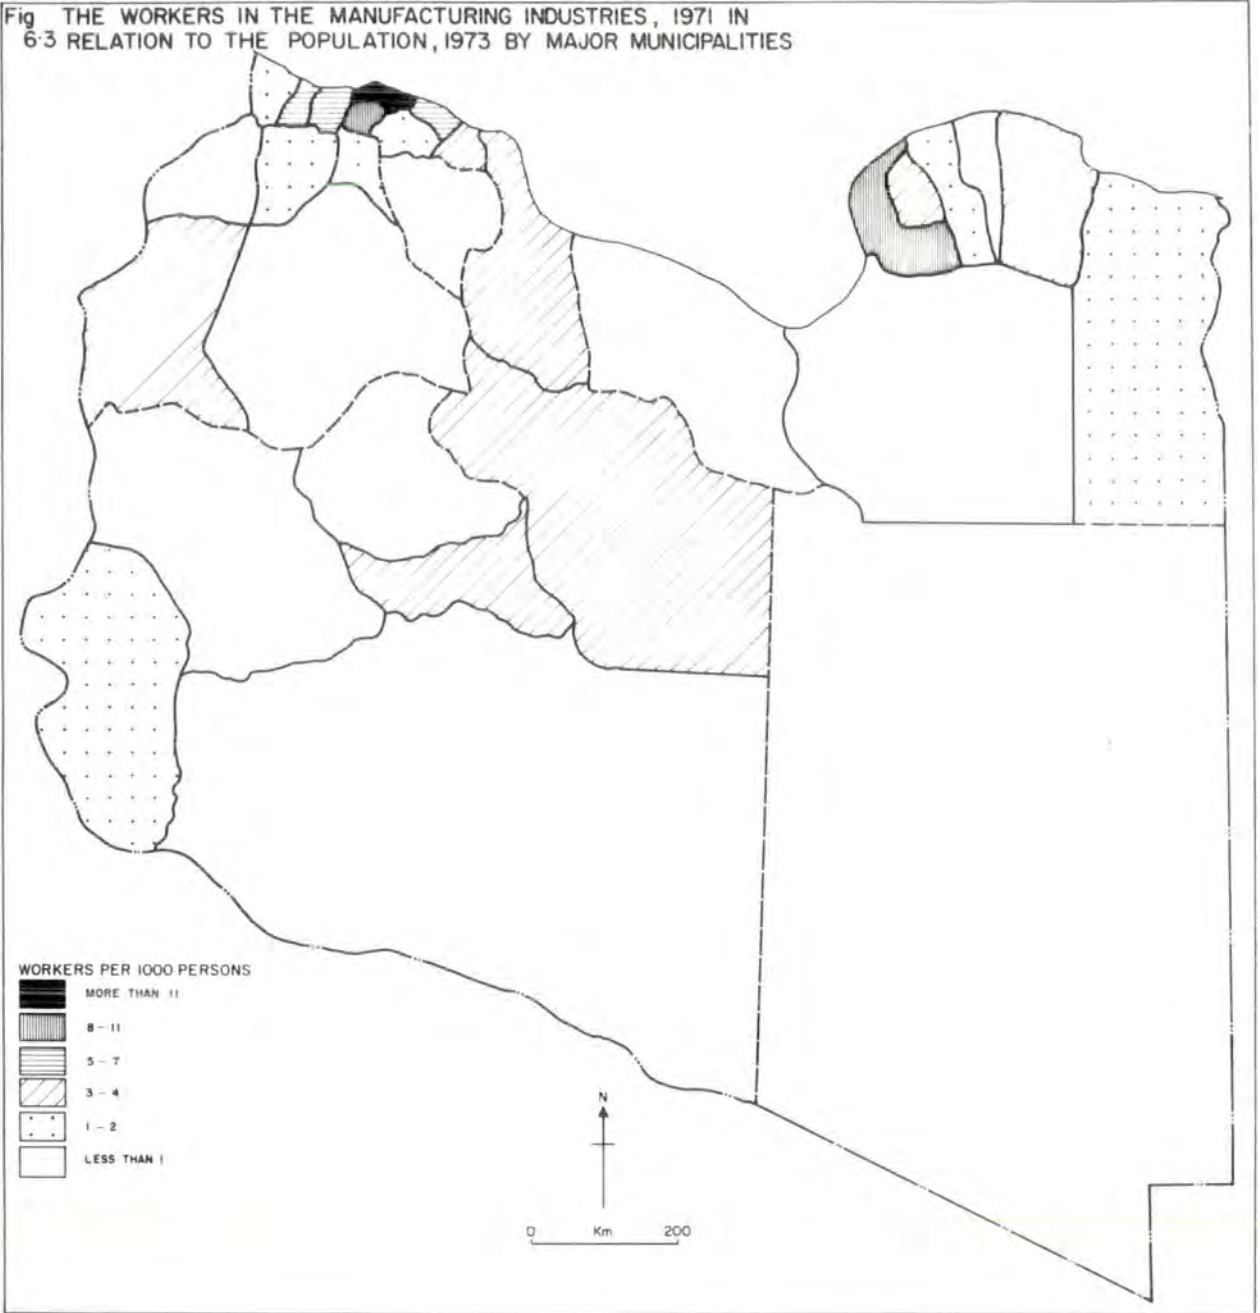 Fig THE WORKERS IN THE MANUFACTURING INDUSTRIES, 1971 IN
6·3 RELATION TO THE POPULATION, 1973 BY MAJOR MUNICIPALITIES
WORKERS PER 1000 PERSONS
MORE THAN 11
8 - 11
5 - 7
3 - 4
1 - 2
LESS THAN 1
N
0 Km 200